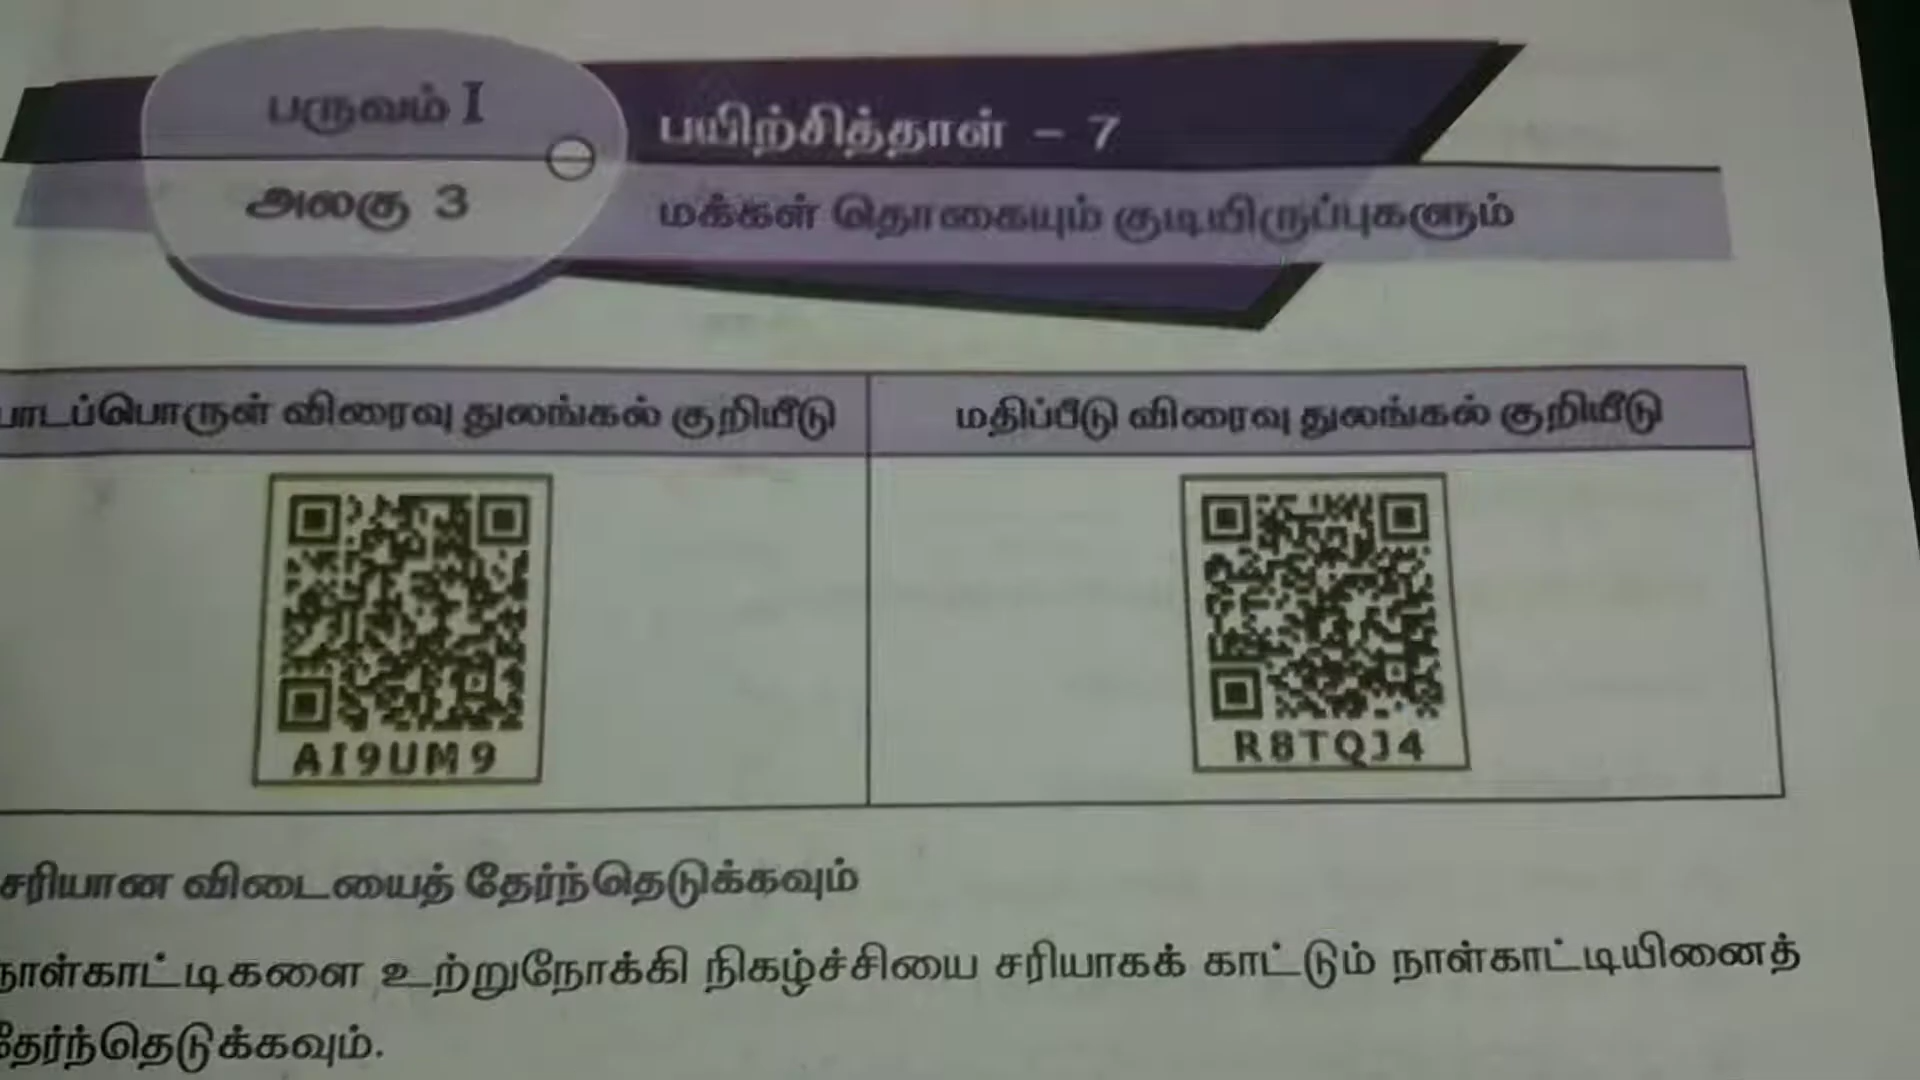 பருவம் I
பயிற்சித்தாள் - 7
அலகு 3
மக்கள் தொகையும் குடியிருப்புகளும்
பாடப்பொருள் விரைவு துலங்கல் குறியீடு
மதிப்பீடு விரைவு துலங்கல் குறியீடு
AI9UM9
R8TQJ4
சரியான விடையைத் தேர்ந்தெடுக்கவும்
நாள்காட்டிகளை உற்றுநோக்கி நிகழ்ச்சியை சரியாகக் காட்டும் நாள்காட்டியினைத்
தேர்ந்தெடுக்கவும்.